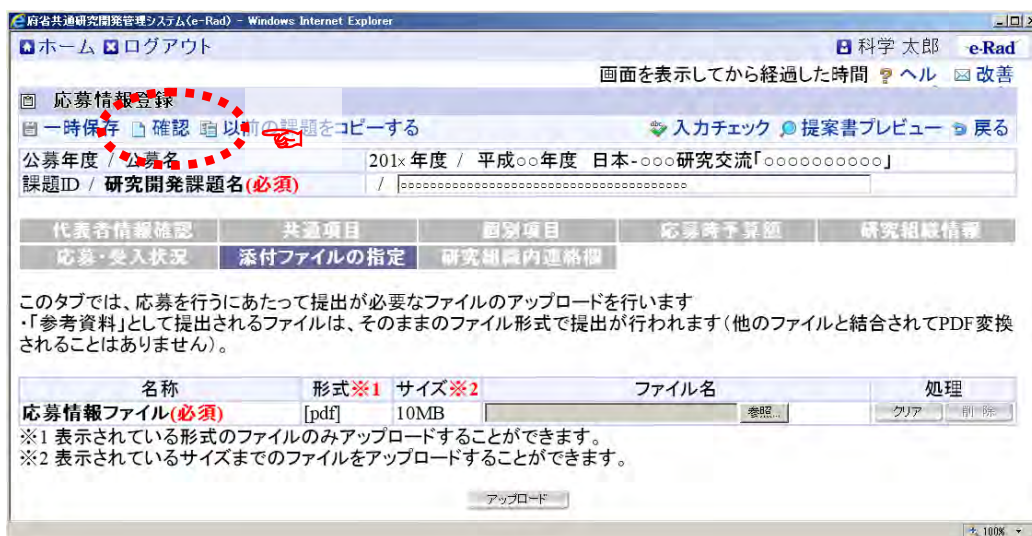 府省共通研究開発管理システム(e-Rad) - Windows Internet Explorer
ホーム ログアウト 科学 太郎 e-Rad
画面を表示してから経過した時間 ヘル 改善
応募情報登録
一時保存 確認 以前の課題をコピーする 入力チェック 提案書プレビュー 戻る
公募年度 / 公募名 201×年度 / 平成○○年度 日本-○○○研究交流「○○○○○○○○○○」
課題ID / 研究開発課題名(必須) /
代表者情報確認 共通項目 個別項目 応募時予算額 研究組織情報
応募・受入状況 添付ファイルの指定 研究組織内連絡欄
このタブでは、応募を行うにあたって提出が必要なファイルのアップロードを行います
・「参考資料」として提出されるファイルは、そのままのファイル形式で提出が行われます(他のファイルと結合されてPDF変換
されることはありません)。
名称 形式※1 サイズ※2 ファイル名 処理
応募情報ファイル(必須) [pdf] 10MB 参照... クリア 削除
※1 表示されている形式のファイルのみアップロードすることができます。
※2 表示されているサイズまでのファイルをアップロードすることができます。
アップロード
100%